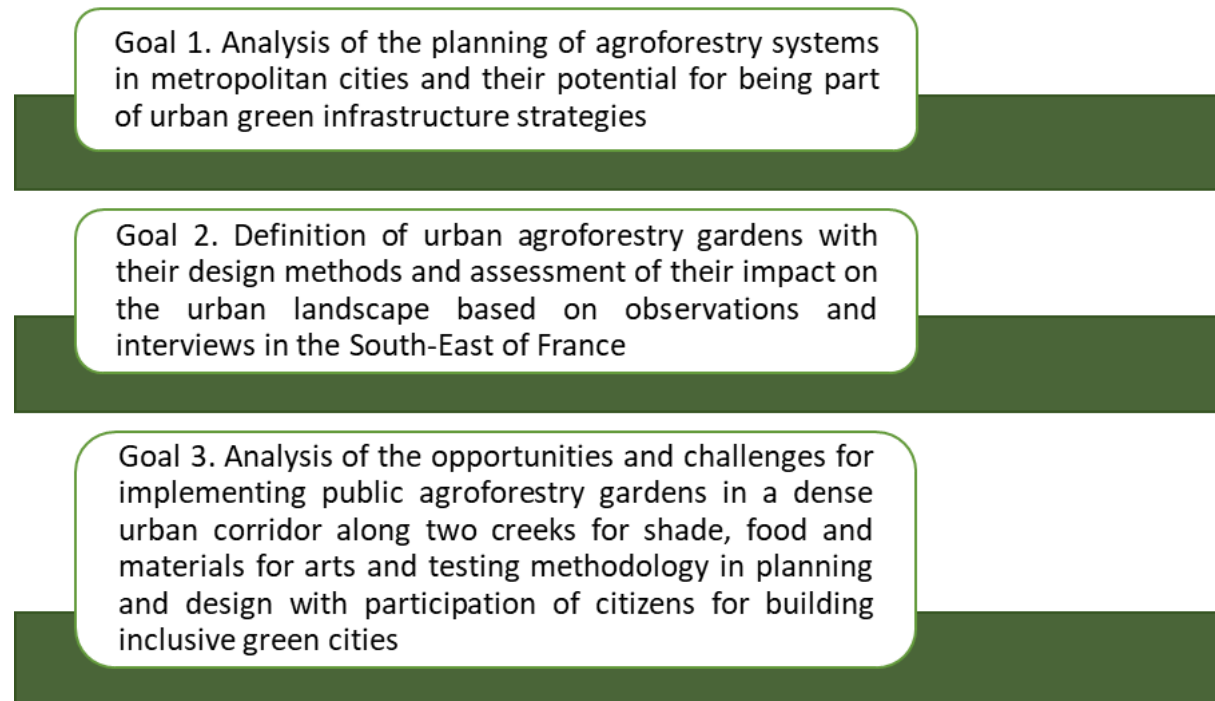 Goal 1. Analysis of the planning of agroforestry systems
in metropolitan cities and their potential for being part
of urban green infrastructure strategies
Goal 2. Definition of urban agroforestry gardens with
their design methods and assessment of their impact on
the urban landscape based on observations and
interviews in the South-East of France
Goal 3. Analysis of the opportunities and challenges for
implementing public agroforestry gardens in a dense
urban corridor along two creeks for shade, food and
materials for arts and testing methodology in planning
and design with participation of citizens for building
inclusive green cities